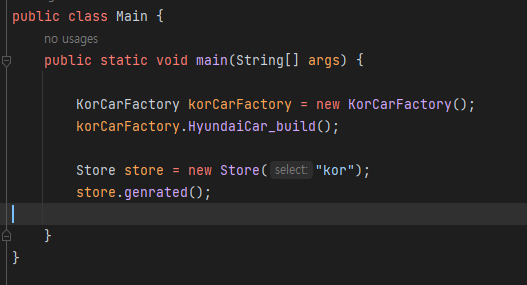 public class Main {
no usages
public static void main(String[] args) {
KorCarFactory korCarFactory = new KorCarFactory();
korCarFactory.HyundaiCar_build();
Store store = new Store( select: "kor");
store.genrated();
}
}